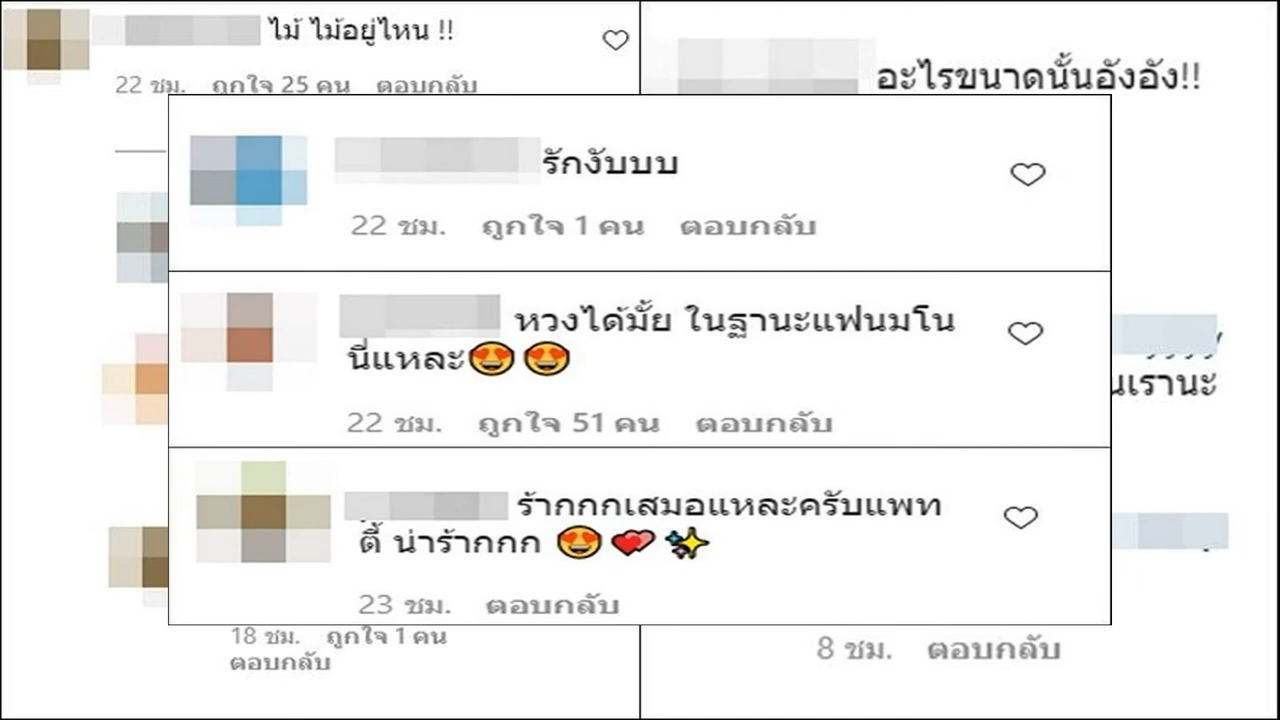 ไม้ ไม้อยู่ไหน !!
22 ชม. ถูกใจ 25 คน ตอบกลับ
อะไรขนาดนั้นอังอัง!!
รักงับบบ
22 ชม. ถูกใจ 1 คน ตอบกลับ
หวงได้มั้ย ในฐานะแฟนมโน
นี่แหละ😍😍
22 ชม. ถูกใจ 51 คน ตอบกลับ
นเรานะ
ร้ากกกเสมอแหละครับแพท
ตี้ น่าร้ากกก 😍💕✨
23 ชม. ตอบกลับ
18 ชม. ถูกใจ 1 คน
ตอบกลับ
8 ชม. ตอบกลับ